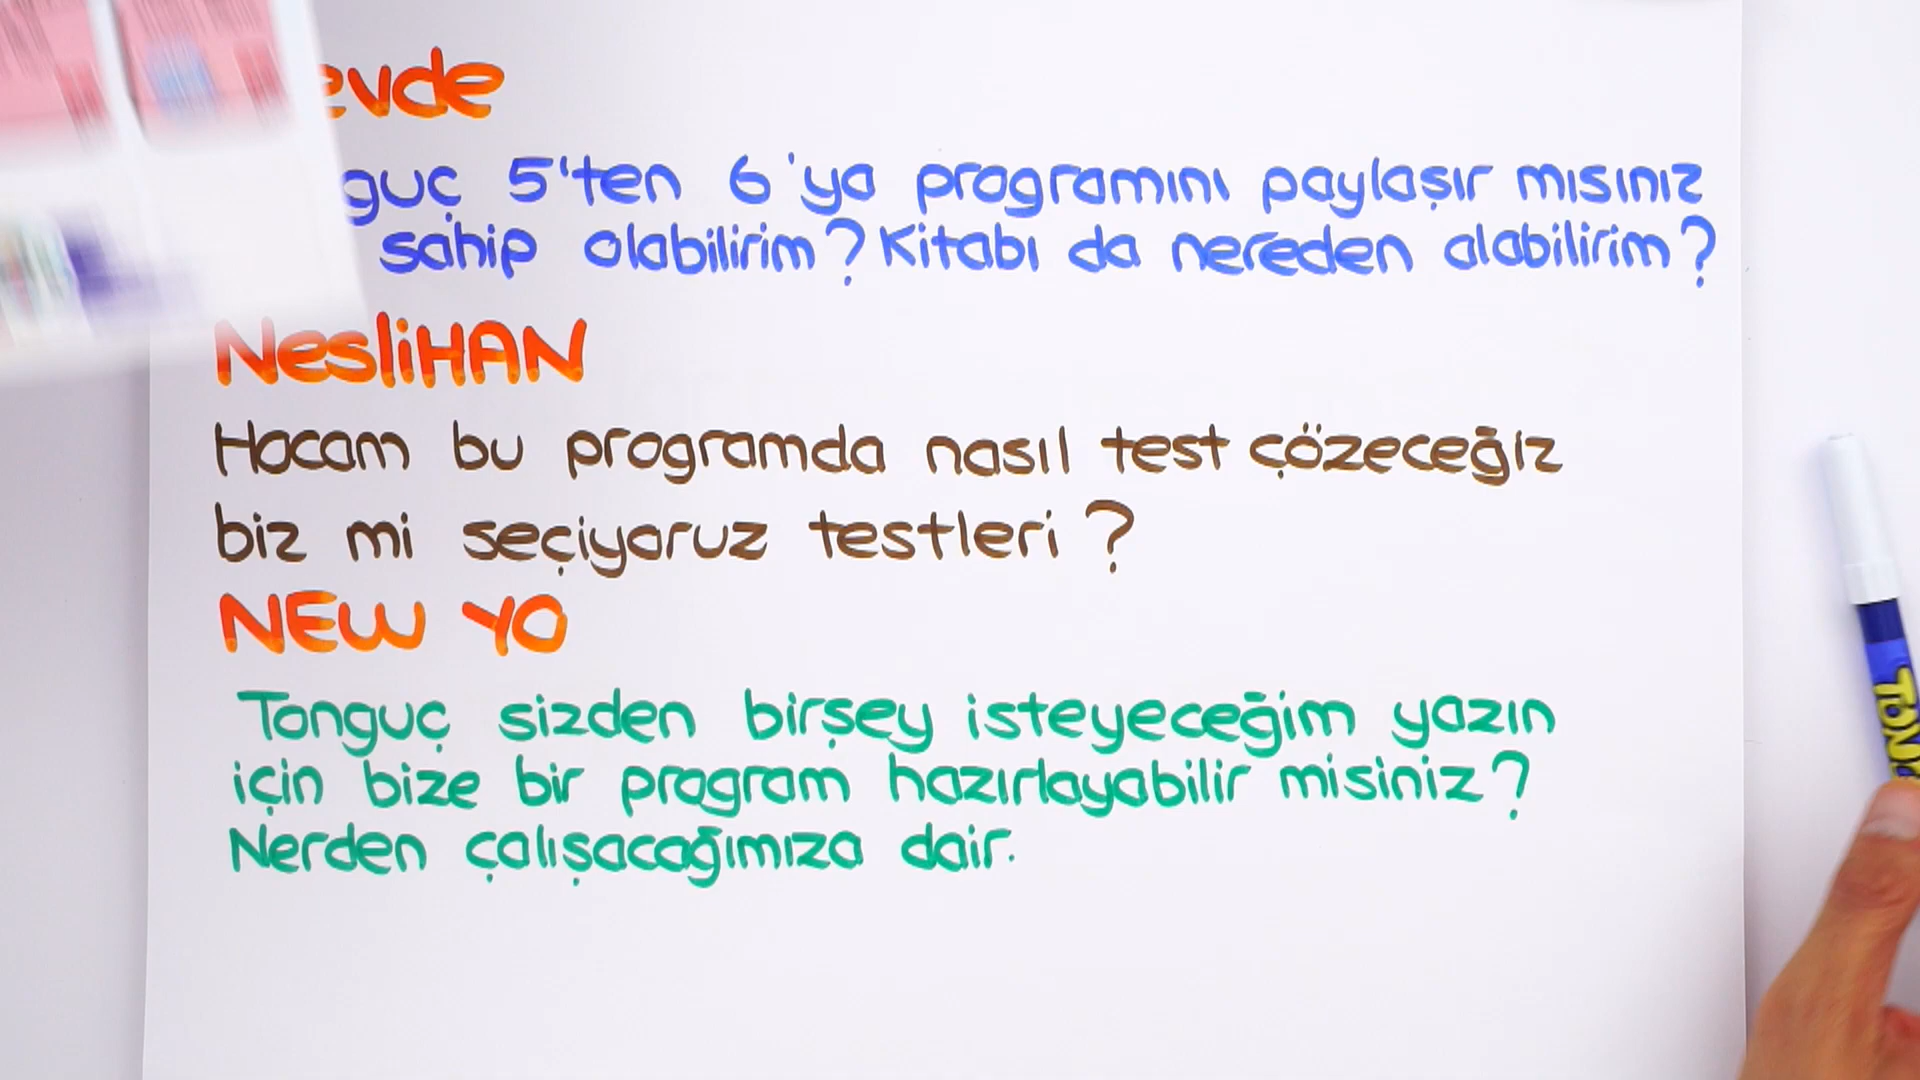 guç 5'ten 6'ya programını paylaşır mısınız
sahip olabilirim? Kitabı da nereden alabilirim?
NesliHAN
Hocam bu programda nasıl test çözeceğiz
biz mi seçiyoruz testleri?
NEW YO
Tonguç sizden birşey isteyeceğim yazın
için bize bir program hazırlayabilir misiniz?
Nerden çalışacağımıza dair.